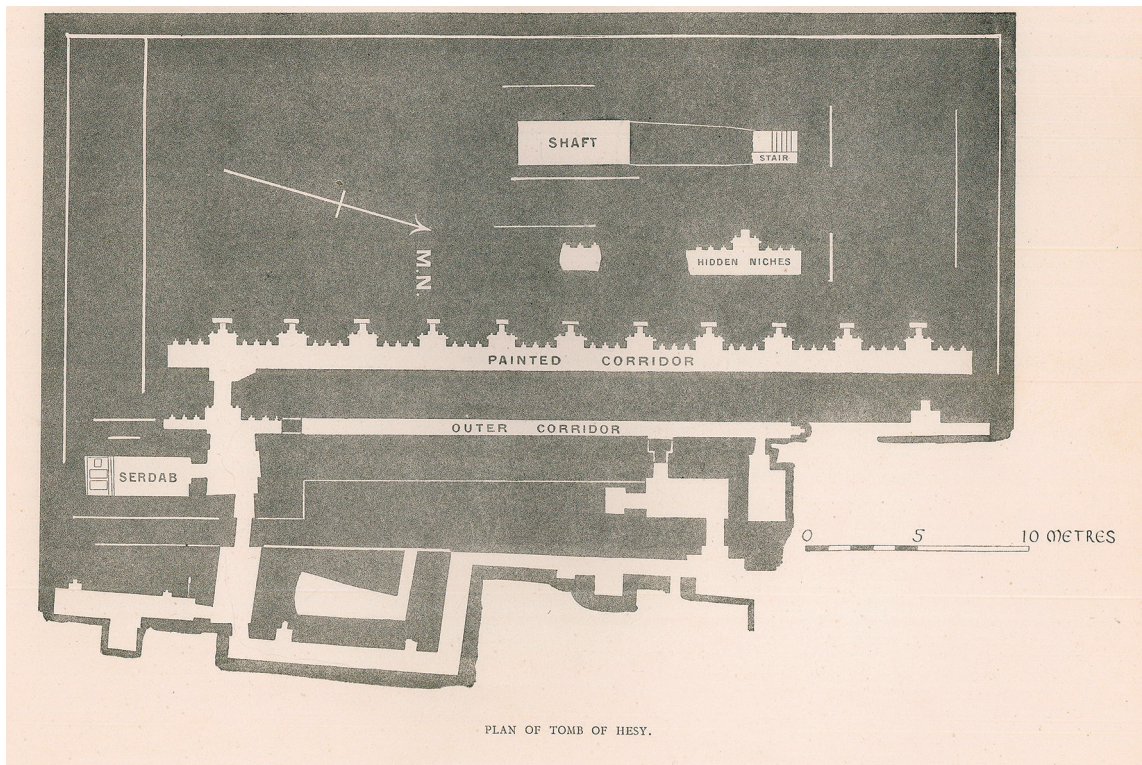 SHAFT
STAIR
M.N.
HIDDEN NICHES
PAINTED CORRIDOR
OUTER CORRIDOR
SERDAB
0 5 10 METRES
PLAN OF TOMB OF HESY.